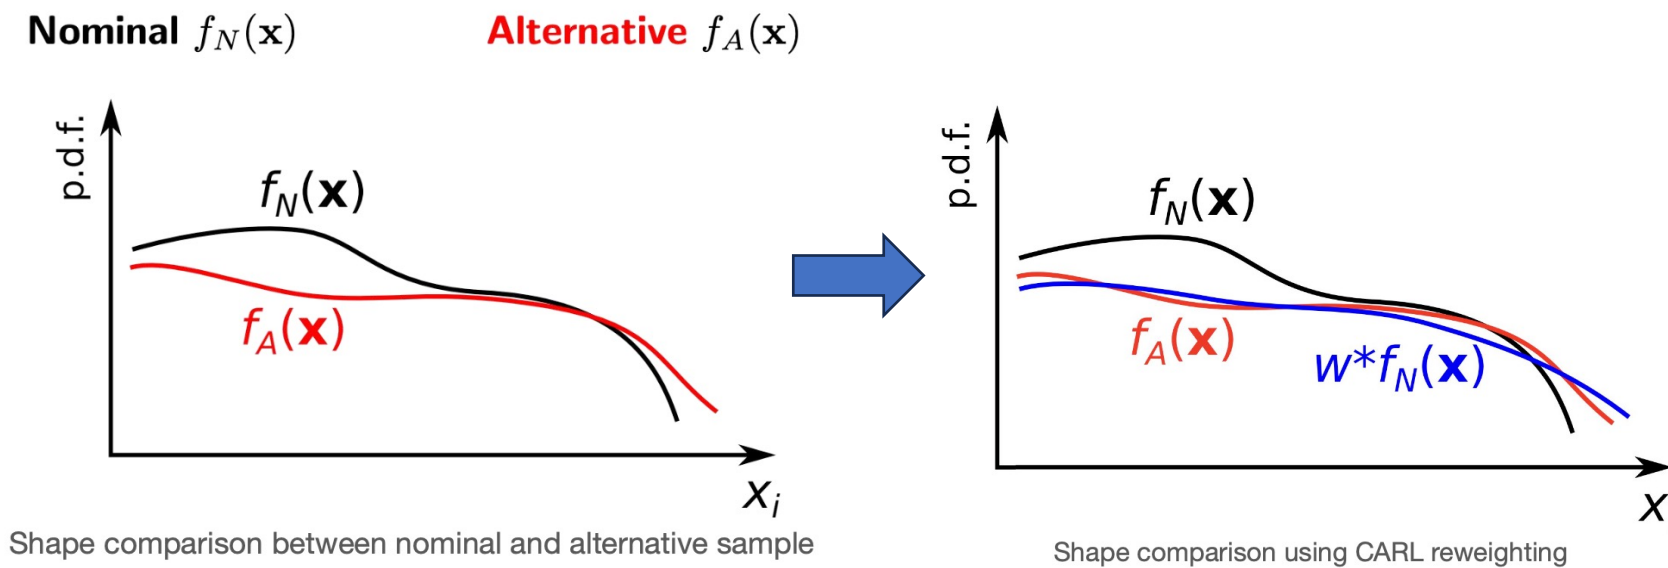 Nominal f_N(x)
Alternative f_A(x)
p.d.f.
f_N(x)
f_A(x)
x_i
Shape comparison between nominal and alternative sample
p.d.f.
f_N(x)
f_A(x)
w*f_N(x)
x
Shape comparison using CARL reweighting